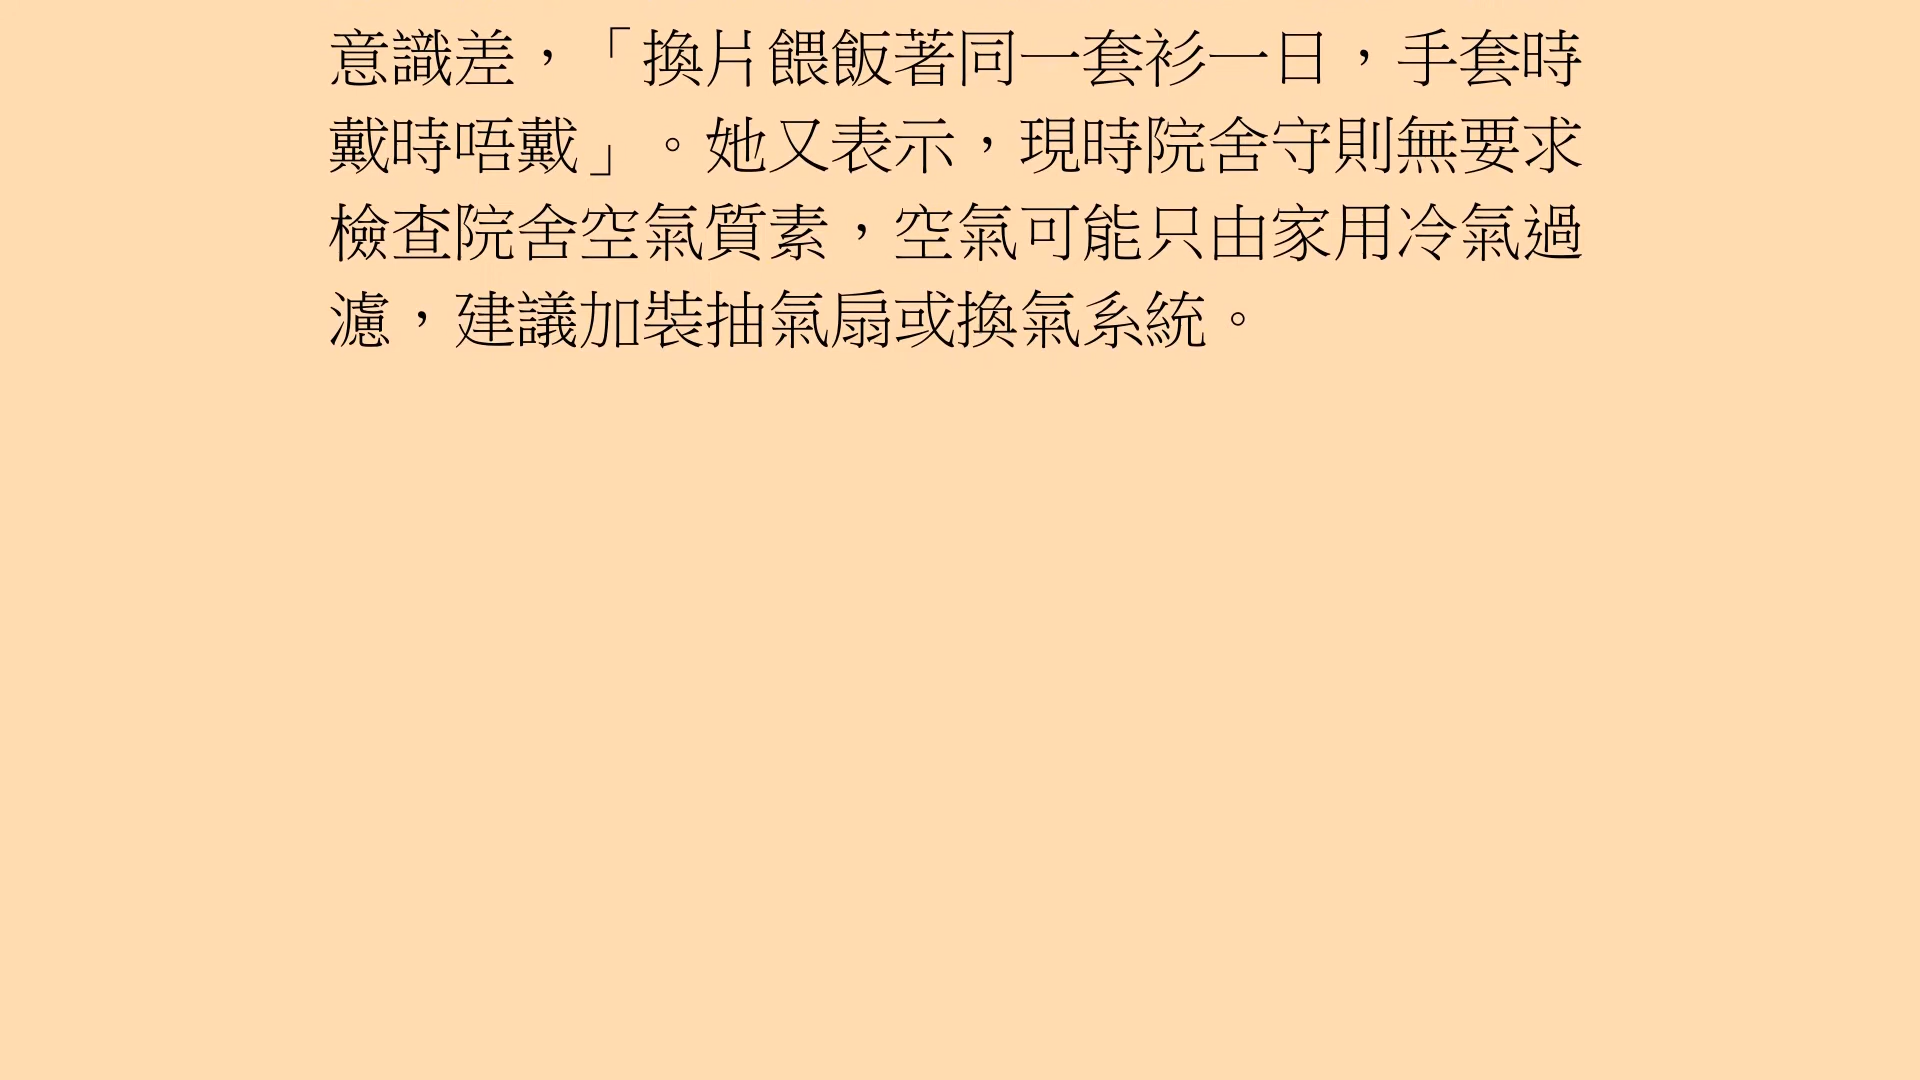 意識差，「換片餵飯著同一套衫一日，手套時
戴時唔戴」。她又表示，現時院舍守則無要求
檢查院舍空氣質素，空氣可能只由家用冷氣過
濾，建議加裝抽氣扇或換氣系統。